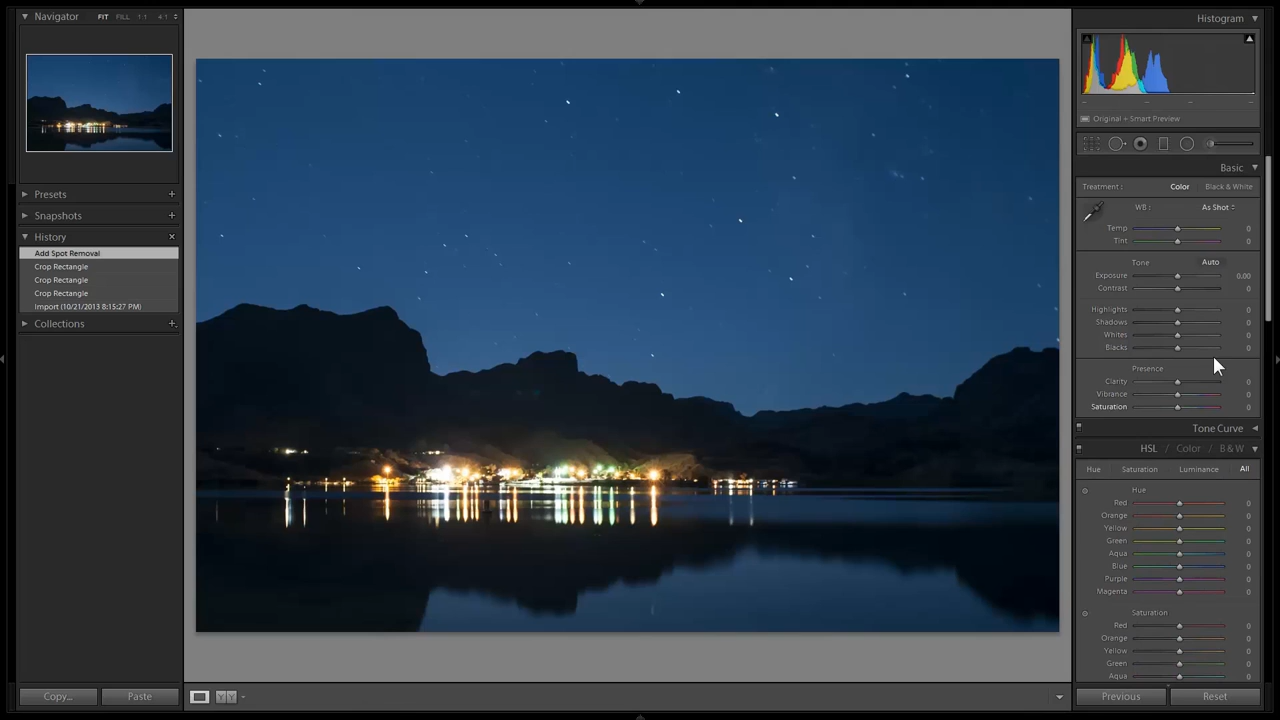 Navigator FIT FILL 1:1 4:1
Presets
Snapshots
History
Add Spot Removal
Crop Rectangle
Crop Rectangle
Crop Rectangle
Import (10/21/2013 8:15:27 PM)
Collections
Copy... Paste
Histogram
Original + Smart Preview
Basic
Treatment : Color Black & White
WB : As Shot
Temp 0
Tint 0
Tone Auto
Exposure 0.00
Contrast 0
Highlights 0
Shadows 0
Whites 0
Blacks 0
Presence
Clarity 0
Vibrance 0
Saturation 0
Tone Curve
HSL / Color / B & W
Hue Saturation Luminance All
Hue
Red 0
Orange 0
Yellow 0
Green 0
Aqua 0
Blue 0
Purple 0
Magenta 0
Saturation
Red 0
Orange 0
Yellow 0
Green 0
Aqua 0
Previous Reset